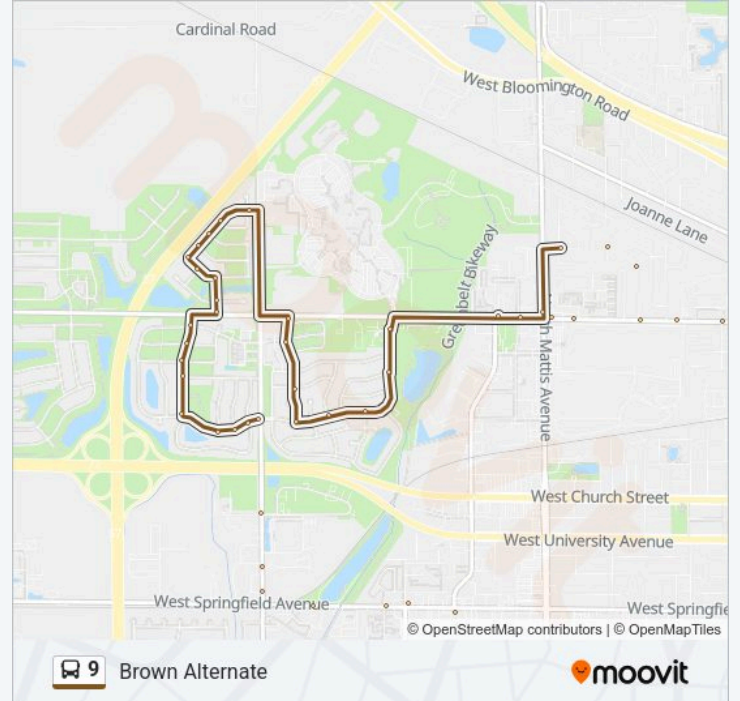 Cardinal Road
West Bloomington Road
Joanne Lane
Greenbelt Bikeway
North Mattis Avenue
West Church Street
West University Avenue
West Springfield Avenue
West Springfie
© OpenStreetMap contributors | © OpenMapTiles
9 Brown Alternate
moovit